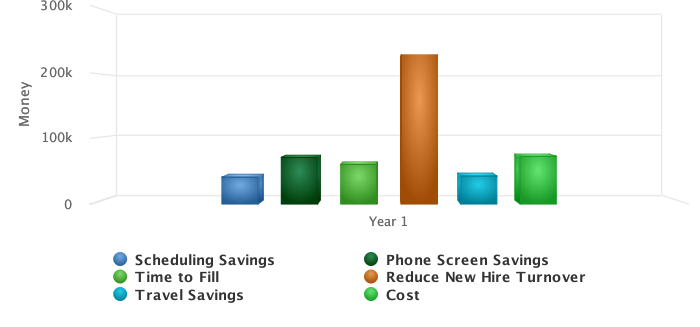 300k
200k
Money
100k
0
Year 1
Scheduling Savings
Phone Screen Savings
Time to Fill
Reduce New Hire Turnover
Travel Savings
Cost